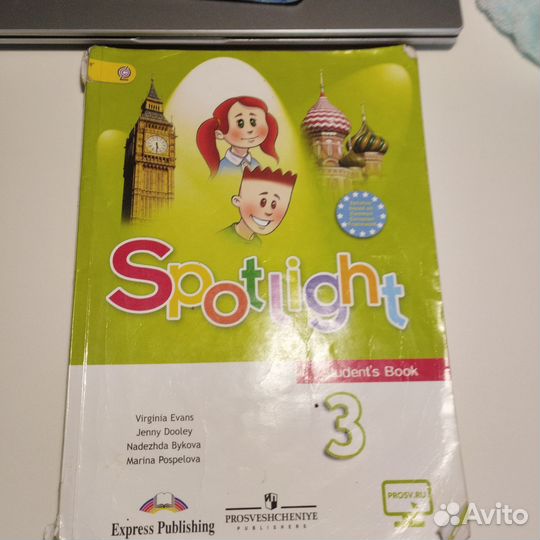 Spotlight
Student's Book
3
Virginia Evans
Jenny Dooley
Nadezhda Bykova
Marina Pospelova
Express Publishing
PROSVESHCHENIYE
PUBLISHERS
PROSV.RU
Avito